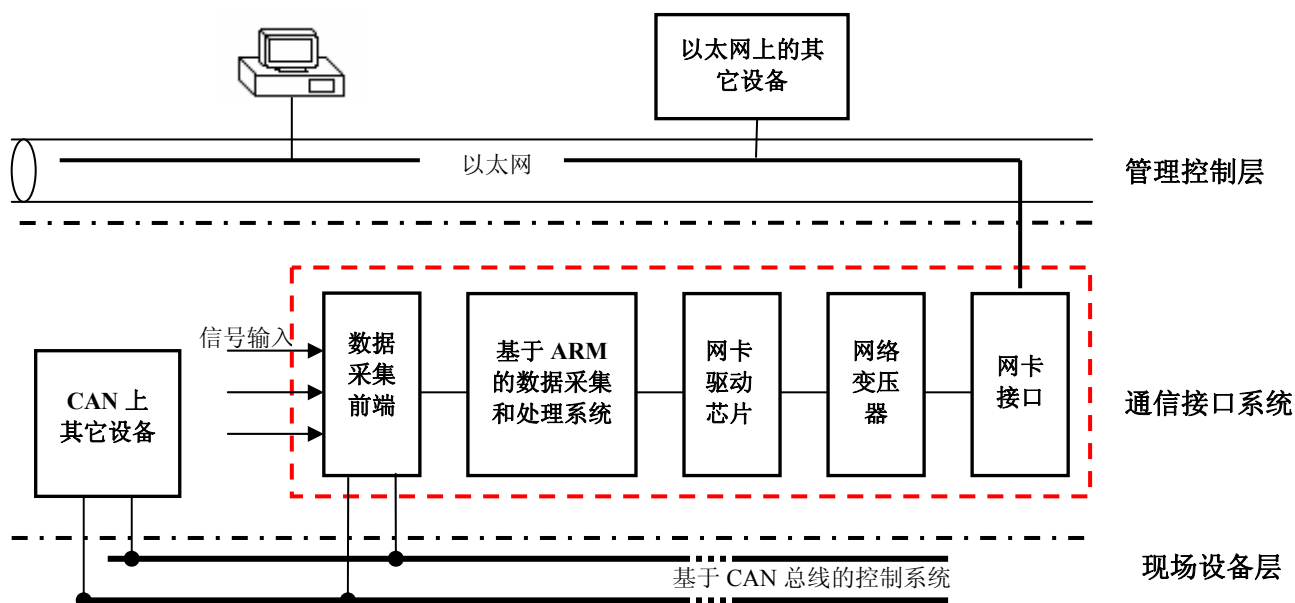 以太网上的其
它设备
以太网
管理控制层
信号输入
数据
采集
前端
基于 ARM
的数据采集
和处理系统
网卡
驱动
芯片
网络
变压
器
网卡
接口
CAN 上
其它设备
通信接口系统
基于 CAN 总线的控制系统
现场设备层